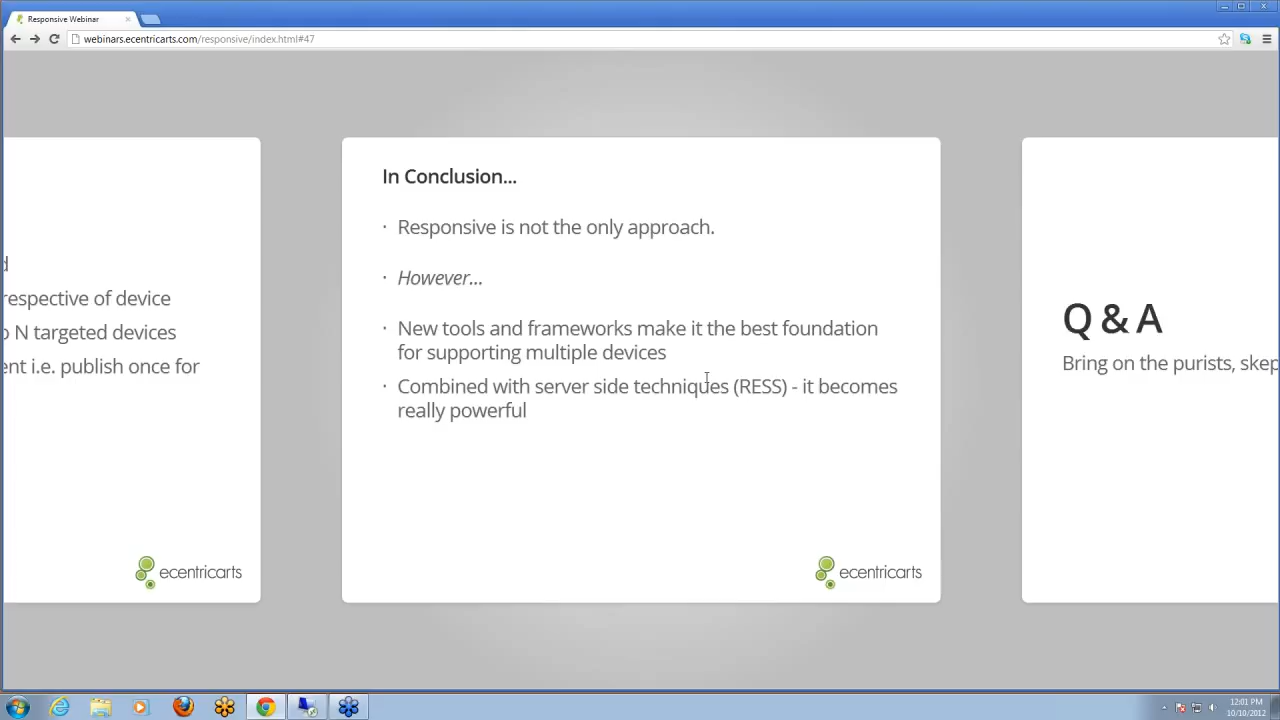 Responsive Webinar
webinars.ecentricarts.com/responsive/index.html#47
respective of device
N targeted devices
i.e. publish once for
ecentricarts
In Conclusion...
· Responsive is not the only approach.
· However...
· New tools and frameworks make it the best foundation
for supporting multiple devices
· Combined with server side techniques (RESS) - it becomes
really powerful
ecentricarts
Q & A
Bring on the purists,
12:01 PM
10/10/2012